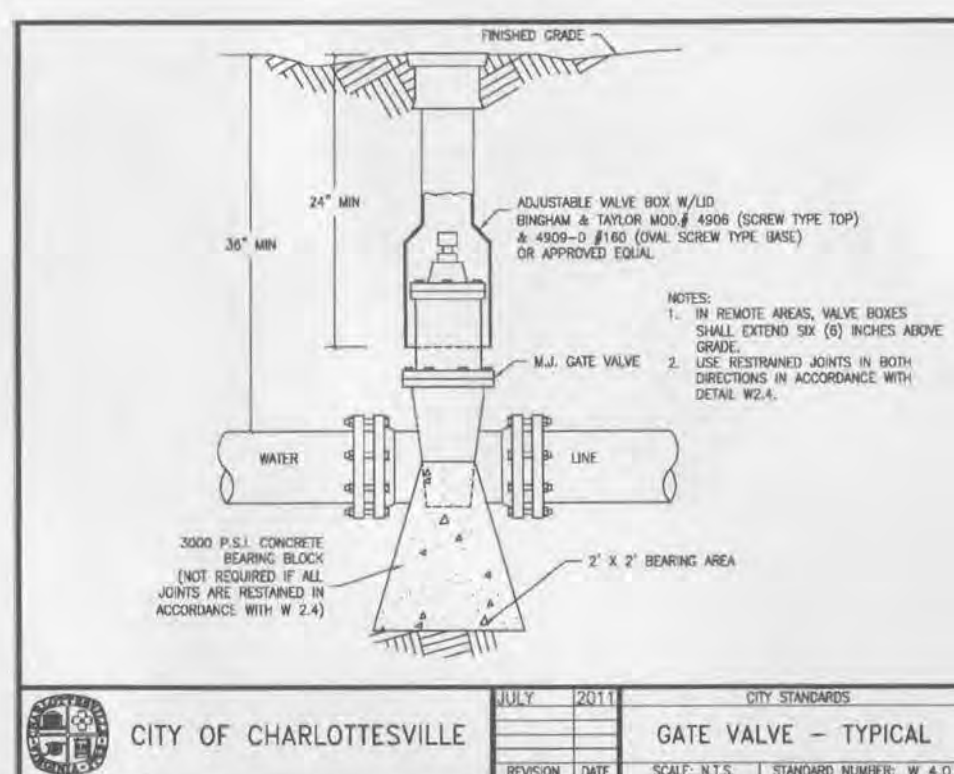 FINISHED GRADE
24" MIN
36" MIN
ADJUSTABLE VALVE BOX W/LID
BINGHAM & TAYLOR MOD.# 4906 (SCREW TYPE TOP)
& 4909-D #160 (OVAL SCREW TYPE BASE)
OR APPROVED EQUAL
NOTES:
1. IN REMOTE AREAS, VALVE BOXES
SHALL EXTEND SIX (6) INCHES ABOVE
GRADE.
2. USE RESTRAINED JOINTS IN BOTH
DIRECTIONS IN ACCORDANCE WITH
DETAIL W2.4.
M.J. GATE VALVE
WATER
LINE
3000 P.S.I. CONCRETE
BEARING BLOCK
(NOT REQUIRED IF ALL
JOINTS ARE RESTAINED IN
ACCORDANCE WITH W 2.4)
2' X 2' BEARING AREA
CHARLOTTESVILLE
VIRGINIA
CITY OF CHARLOTTESVILLE
JULY 2011
REVISION DATE
CITY STANDARDS
GATE VALVE - TYPICAL
SCALE: N.T.S. STANDARD NUMBER: W 4.0